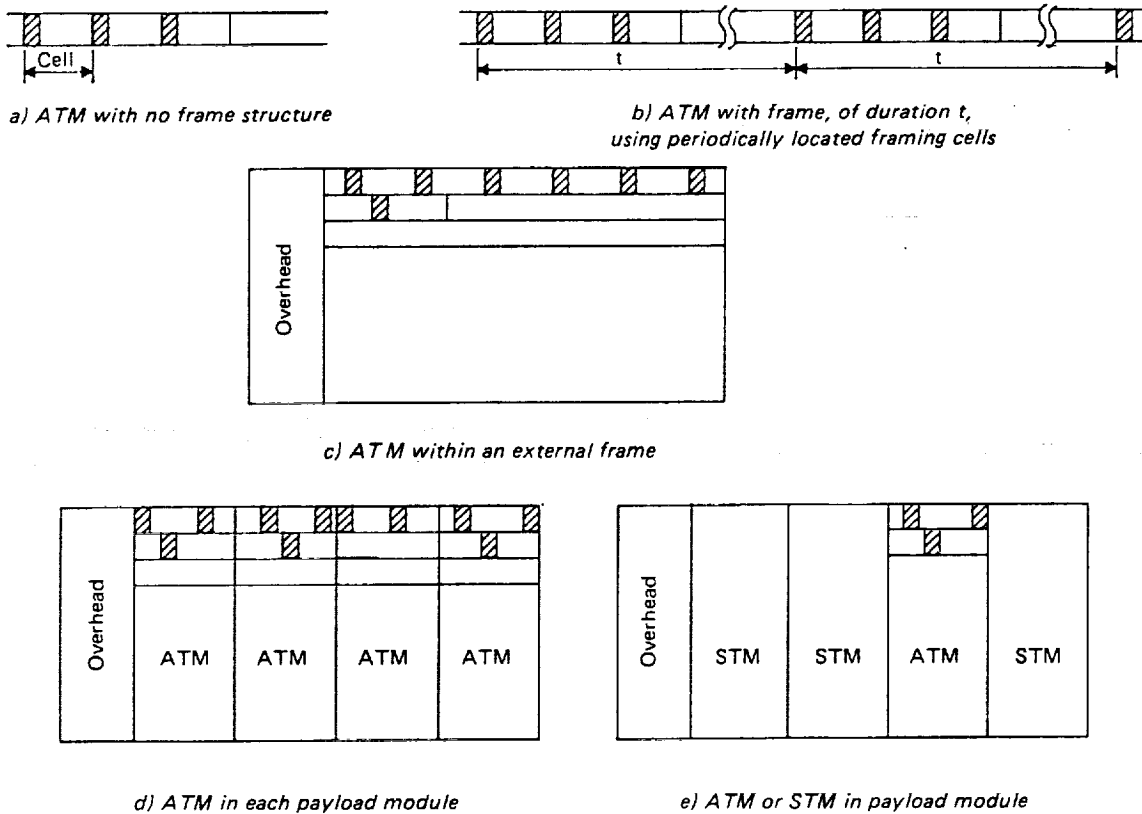 Cell
a) ATM with no frame structure
t
t
b) ATM with frame, of duration t,
using periodically located framing cells
Overhead
c) ATM within an external frame
Overhead
ATM
ATM
ATM
ATM
d) ATM in each payload module
Overhead
STM
STM
ATM
STM
e) ATM or STM in payload module